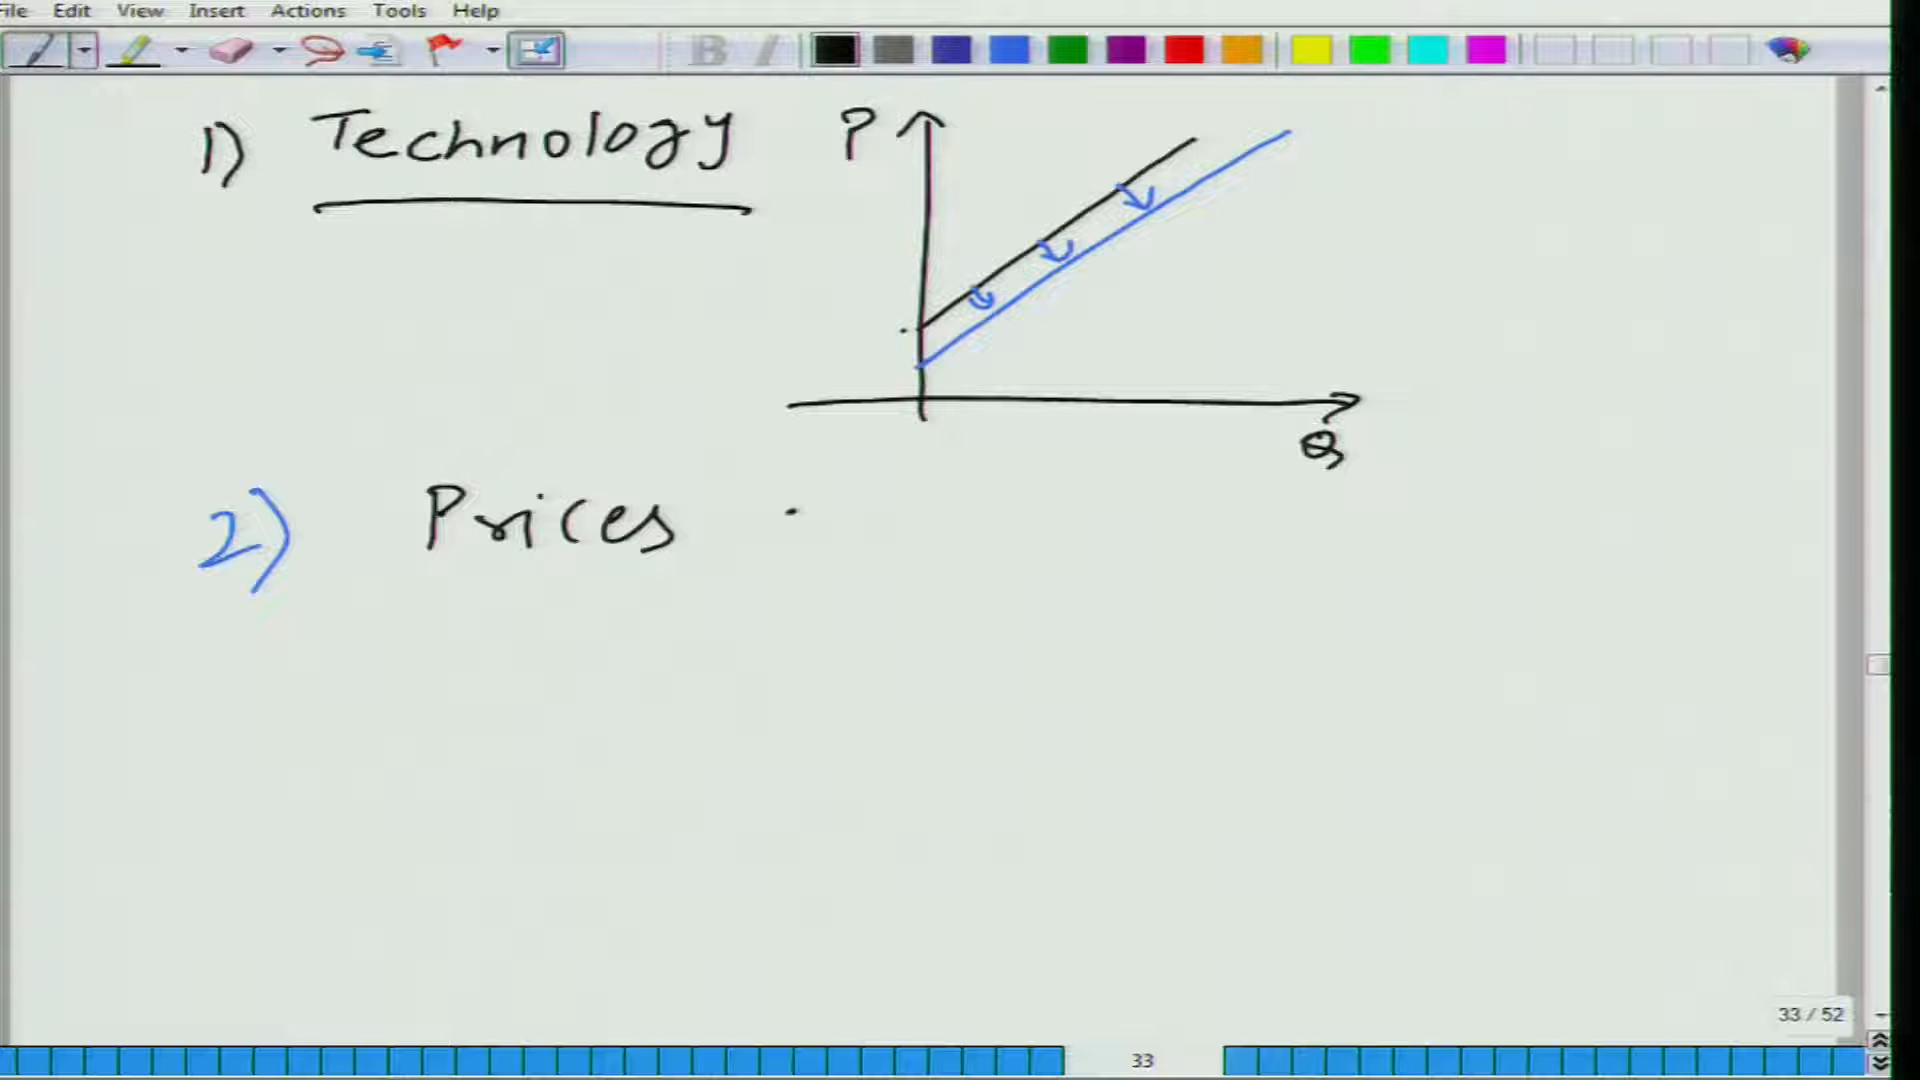 File Edit View Insert Actions Tools Help
B I
1) Technology
P
Q
2) Prices
33 / 52
33